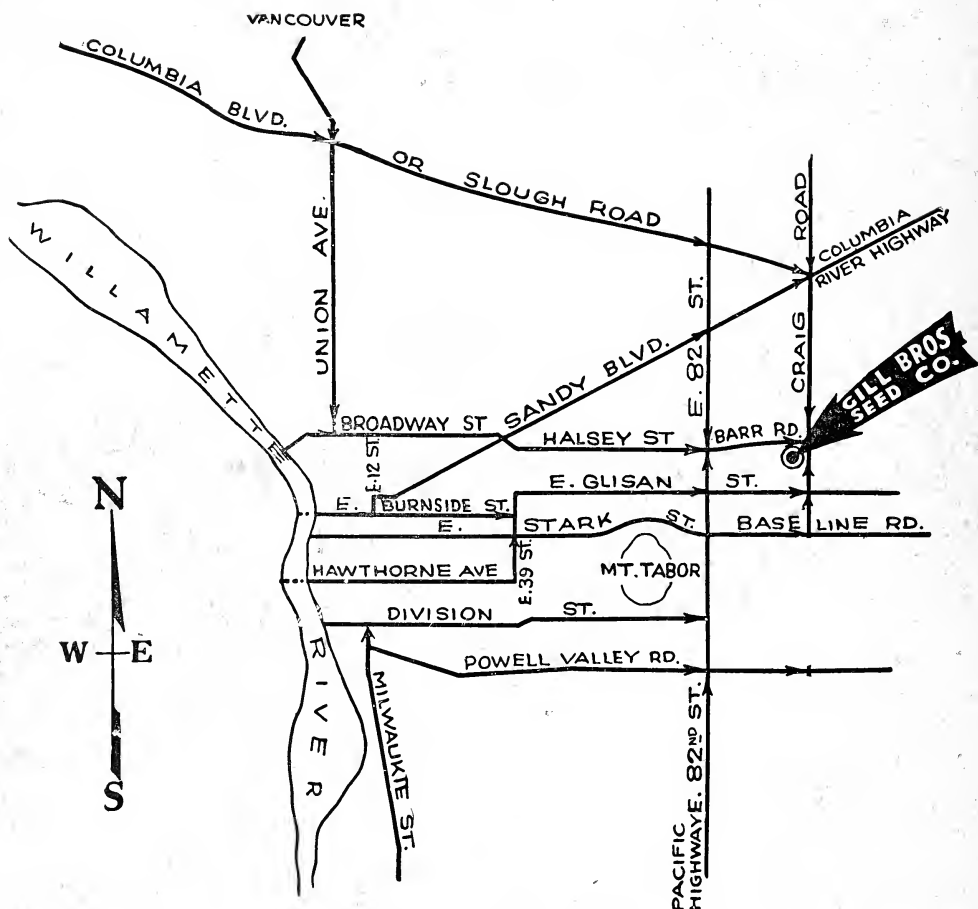 VANCOUVER
COLUMBIA BLVD.
OR SLOUGH ROAD
UNION AVE.
WILLAMETTE
RIVER
E. 82 ST.
CRAIG ROAD
COLUMBIA
RIVER HIGHWAY
SANDY BLVD.
GILL BROS
SEED CO.
BROADWAY ST
HALSEY ST
BARR RD.
E. 12 ST.
E. GLISAN ST.
E. BURNSIDE ST.
E. STARK ST.
BASE LINE RD.
N
HAWTHORNE AVE
E. 39 ST.
MT. TABOR
DIVISION ST.
W E
POWELL VALLEY RD.
MILWAUKIE ST.
S
PACIFIC
HIGHWAY E. 82ND ST.